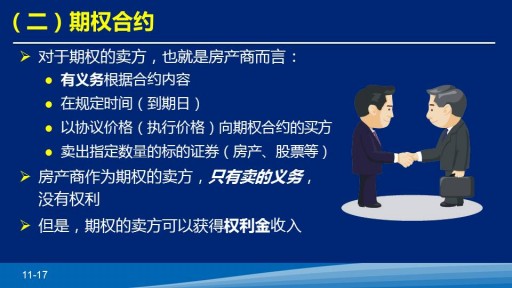 （二）期权合约
➢ 对于期权的卖方，也就是房产商而言：
● 有义务根据合约内容
● 在规定时间（到期日）
● 以协议价格（执行价格）向期权合约的买方
● 卖出指定数量的标的证券（房产、股票等）
➢ 房产商作为期权的卖方，只有卖的义务，
没有权利
➢ 但是，期权的卖方可以获得权利金收入
11-17